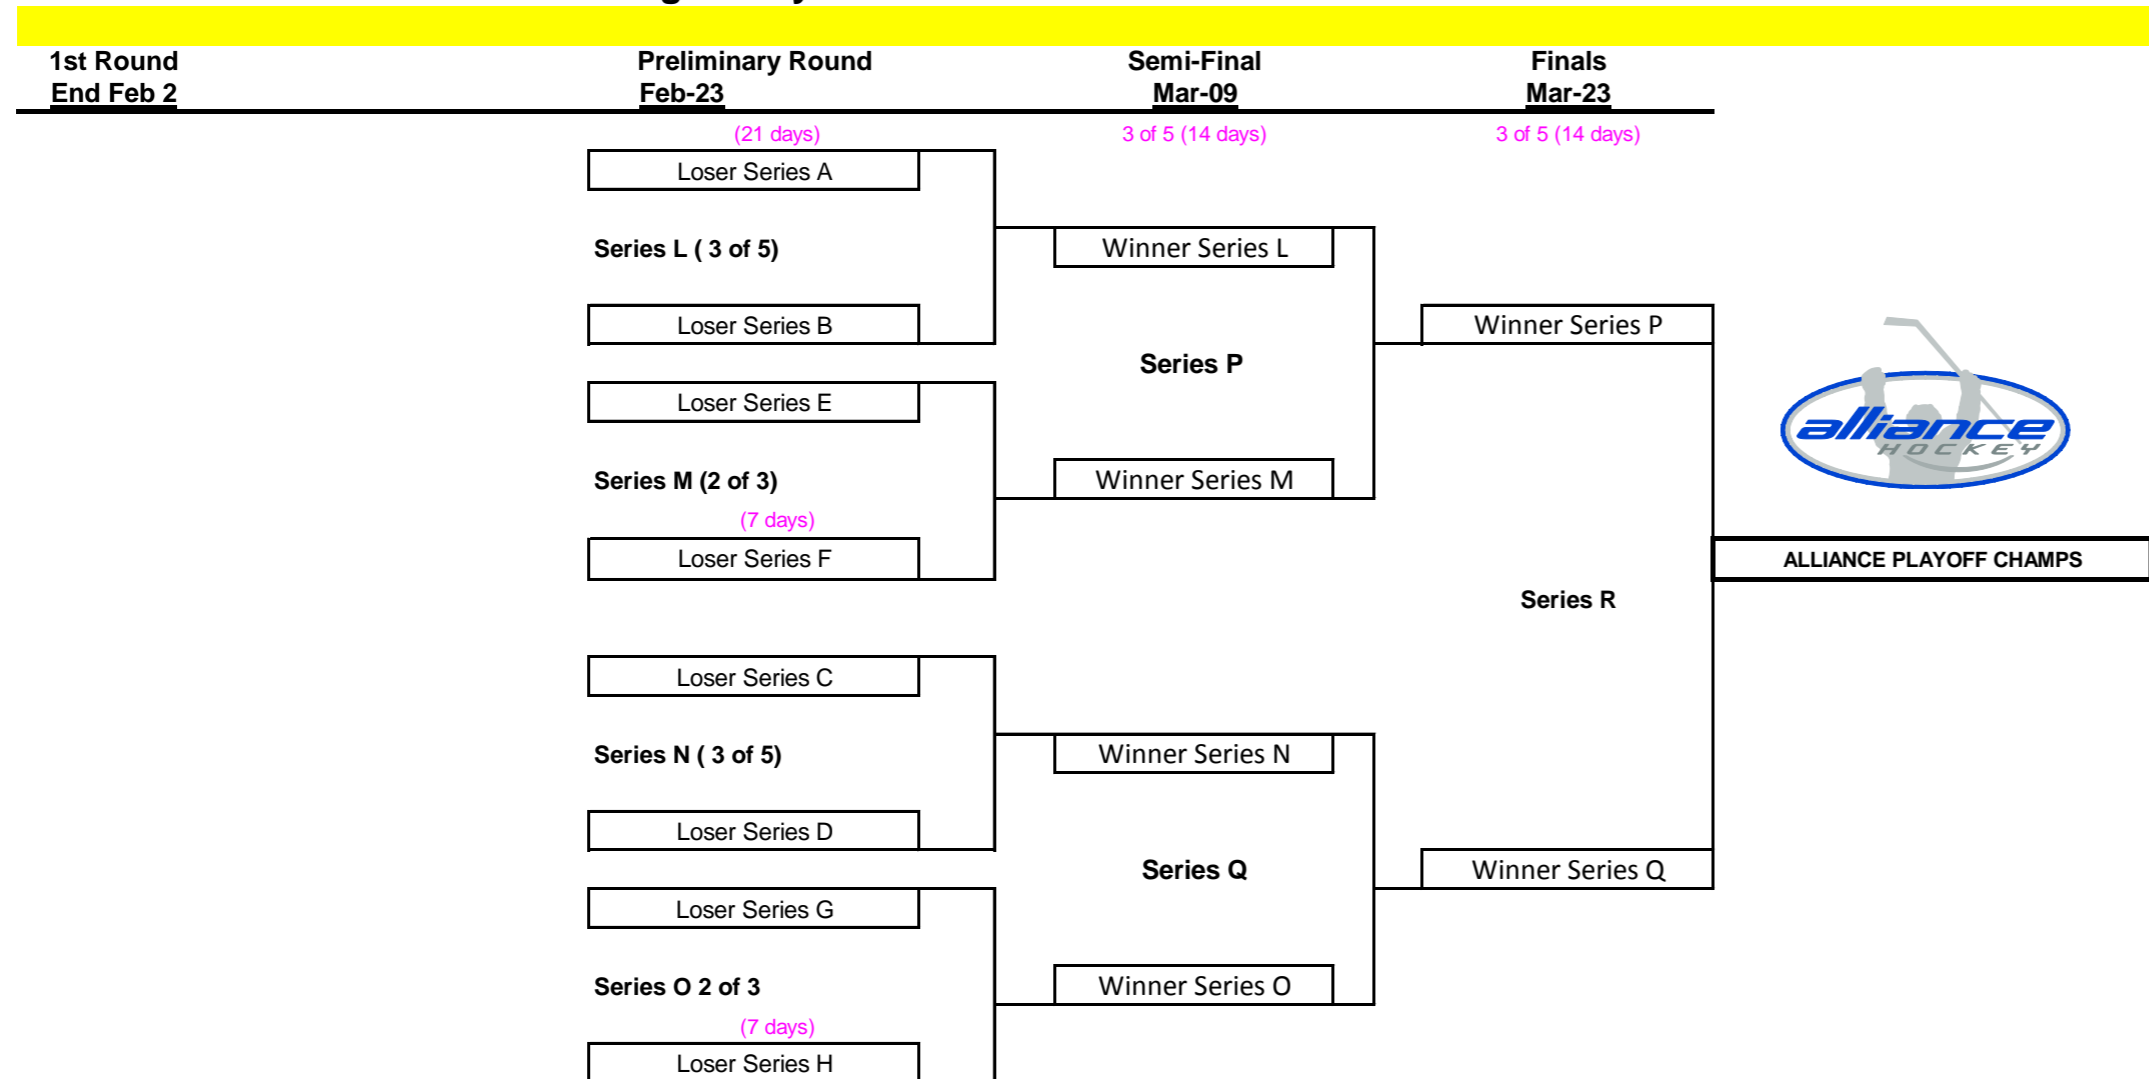 1st Round Preliminary Round Semi-Final Finals
End Feb 2 Feb-23 Mar-09 Mar-23
(21 days) 3 of 5 (14 days) 3 of 5 (14 days)
Loser Series A
Series L ( 3 of 5) Winner Series L
Loser Series B Winner Series P
Series P
Loser Series E
alliance
HOCKEY
Series M (2 of 3) Winner Series M
(7 days)
Loser Series F ALLIANCE PLAYOFF CHAMPS
Series R
Loser Series C
Series N ( 3 of 5) Winner Series N
Loser Series D
Series Q Winner Series Q
Loser Series G
Series O 2 of 3 Winner Series O
(7 days)
Loser Series H